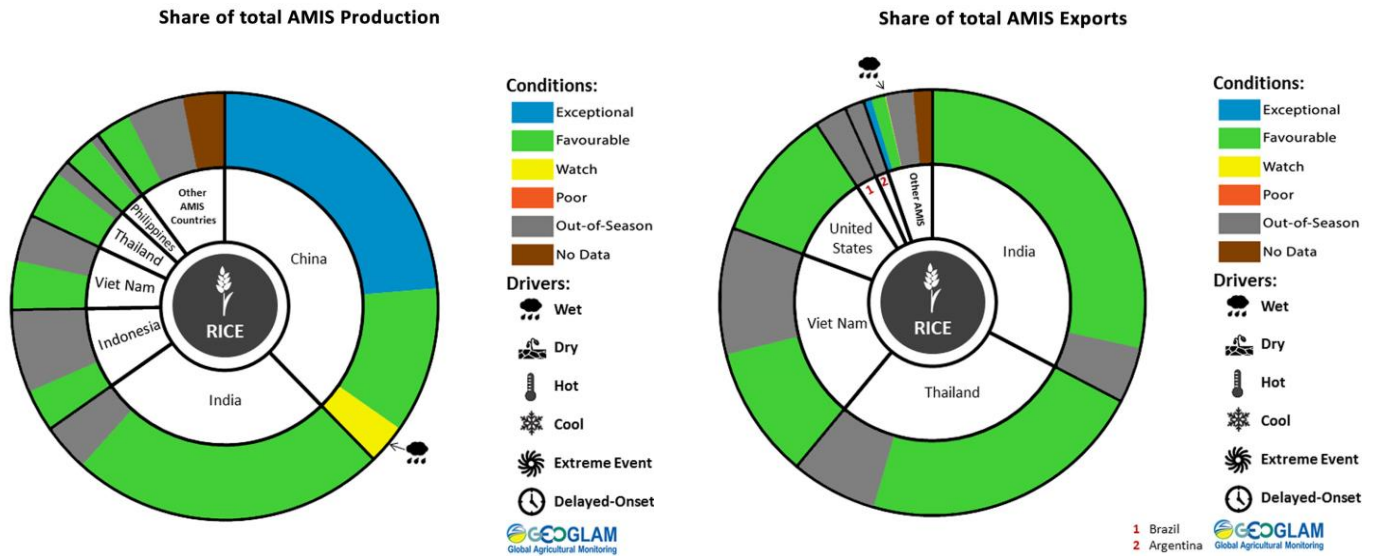 Share of total AMIS Production
Other
AMIS
Countries
Philippines
Thailand
Viet Nam
Indonesia
India
China
RICE
Conditions:
Exceptional
Favourable
Watch
Poor
Out-of-Season
No Data
Drivers:
Wet
Dry
Hot
Cool
Extreme Event
Delayed-Onset
GEOGLAM
Global Agricultural Monitoring
Share of total AMIS Exports
Other AMIS
2
1
United
States
Viet Nam
Thailand
India
RICE
Conditions:
Exceptional
Favourable
Watch
Poor
Out-of-Season
No Data
Drivers:
Wet
Dry
Hot
Cool
Extreme Event
Delayed-Onset
1 Brazil
2 Argentina
GEOGLAM
Global Agricultural Monitoring